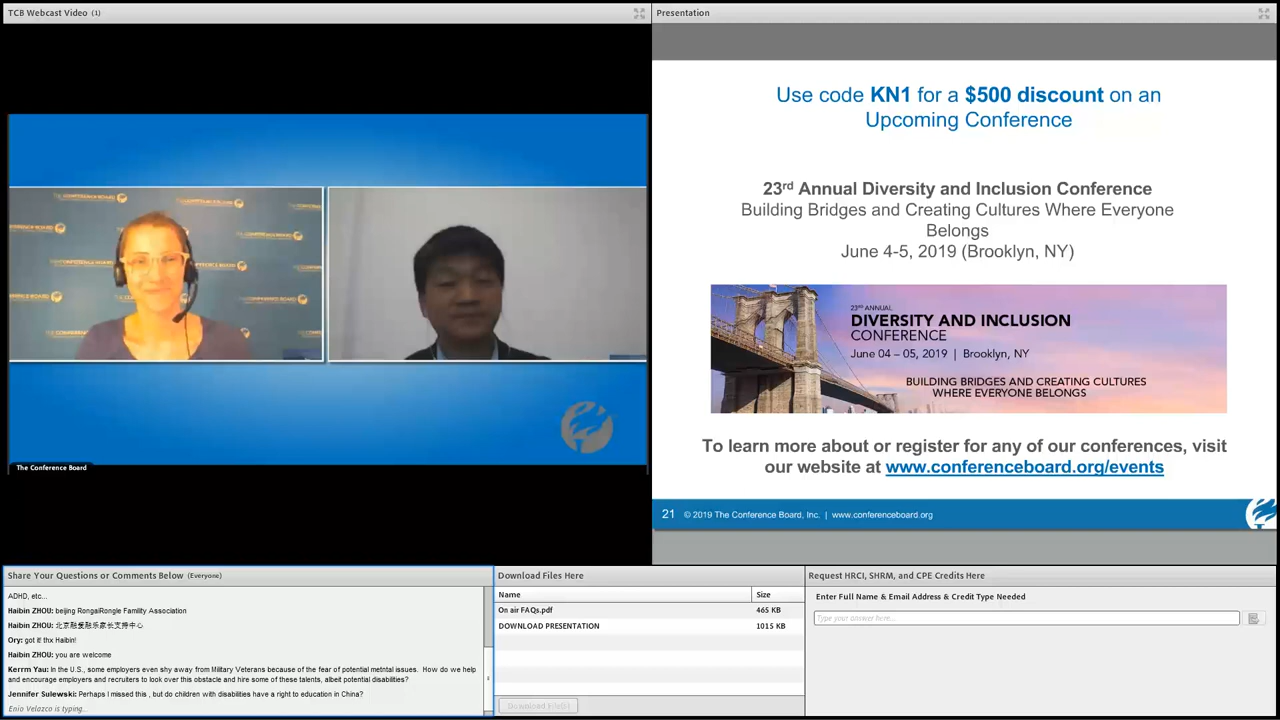 TCB Webcast Video (1)
The Conference Board
Presentation
Use code KN1 for a $500 discount on an
Upcoming Conference
23rd Annual Diversity and Inclusion Conference
Building Bridges and Creating Cultures Where Everyone
Belongs
June 4-5, 2019 (Brooklyn, NY)
23RD ANNUAL
DIVERSITY AND INCLUSION
CONFERENCE
June 04 – 05, 2019 | Brooklyn, NY
BUILDING BRIDGES AND CREATING CULTURES
WHERE EVERYONE BELONGS
To learn more about or register for any of our conferences, visit
our website at www.conferenceboard.org/events
21 © 2019 The Conference Board, Inc. | www.conferenceboard.org
Share Your Questions or Comments Below (Everyone)
ADHD, etc...
Haibin ZHOU: beijing RongaiRongle Famility Association
Haibin ZHOU: 北京融爱融乐家长支持中心
Ory: got it! thx Haibin!
Haibin ZHOU: you are welcome
Kerrm Yau: In the U.S., some employers even shy away from Military Veterans because of the fear of potential metntal issues. How do we help
and encourage employers and recruiters to look over this obstacle and hire some of these talents, albeit potential disabilities?
Jennifer Sulewski: Perhaps I missed this , but do children with disabilities have a right to education in China?
Enio Velazco is typing...
Download Files Here
Name Size
On air FAQs.pdf 465 KB
DOWNLOAD PRESENTATION 1015 KB
Download File(s)
Request HRCI, SHRM, and CPE Credits Here
Enter Full Name & Email Address & Credit Type Needed
Type your answer here...